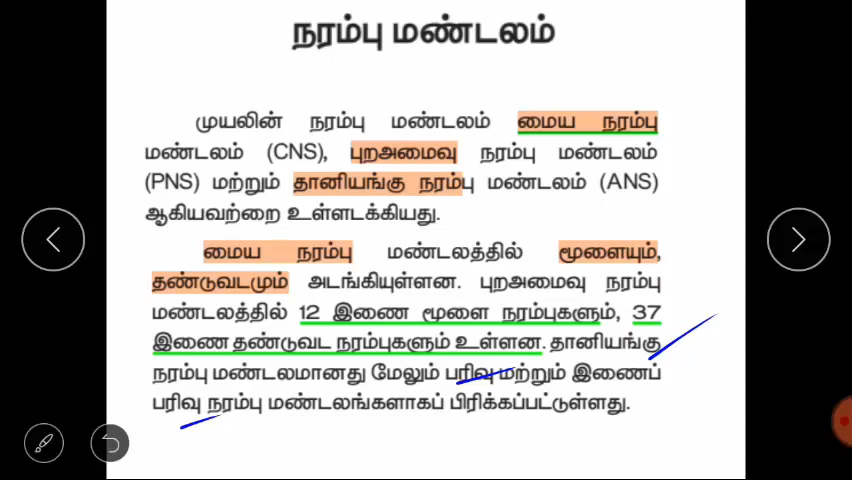 நரம்பு மண்டலம்
முயலின் நரம்பு மண்டலம் மைய நரம்பு
மண்டலம் (CNS), புறஅமைவு நரம்பு மண்டலம்
(PNS) மற்றும் தானியங்கு நரம்பு மண்டலம் (ANS)
ஆகியவற்றை உள்ளடக்கியது.
மைய நரம்பு மண்டலத்தில் மூளையும்,
தண்டுவடமும் அடங்கியுள்ளன. புறஅமைவு நரம்பு
மண்டலத்தில் 12 இணை மூளை நரம்புகளும், 37
இணை தண்டுவட நரம்புகளும் உள்ளன. தானியங்கு
நரம்பு மண்டலமானது மேலும் பரிவு மற்றும் இணைப்
பரிவு நரம்பு மண்டலங்களாகப் பிரிக்கப்பட்டுள்ளது.